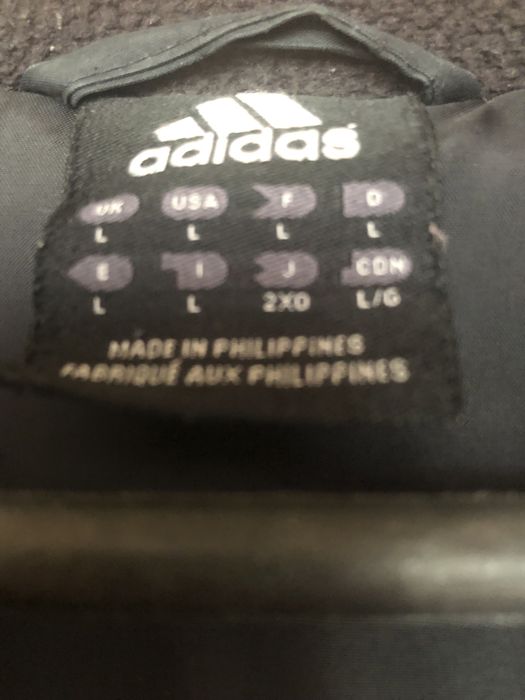 adidas
UK USA F D
L L L L
E I J CDN
L L 2XO L/G
MADE IN PHILIPPINES
FABRIQUÉ AUX PHILIPPINES